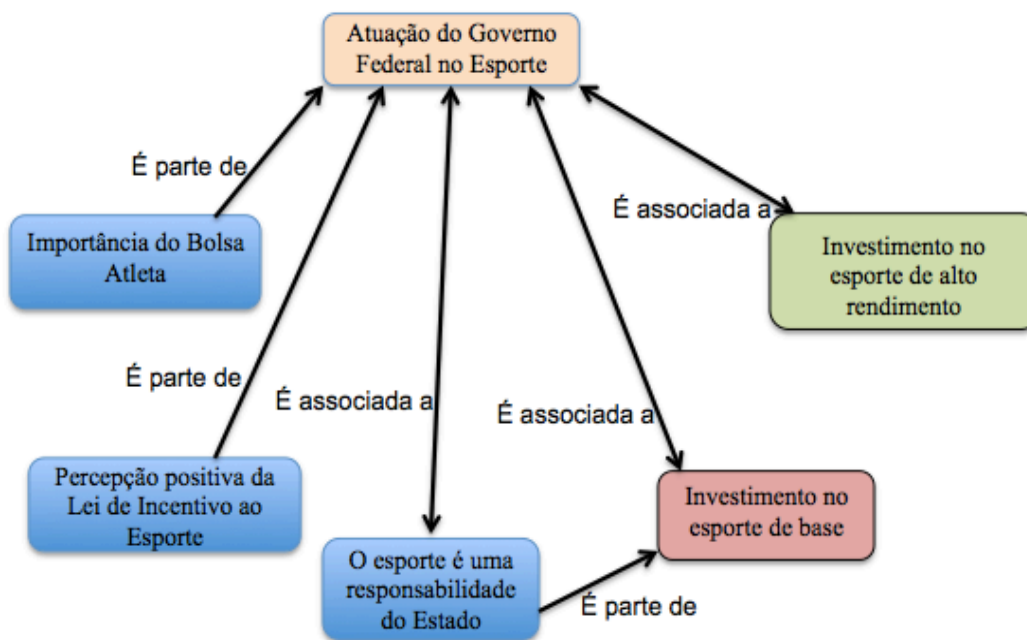 Atuação do Governo
Federal no Esporte
É parte de
Importância do Bolsa
Atleta
É associada a
Investimento no
esporte de alto
rendimento
É parte de
É associada a
É associada a
Percepção positiva da
Lei de Incentivo ao
Esporte
Investimento no
esporte de base
O esporte é uma
responsabilidade
do Estado
É parte de